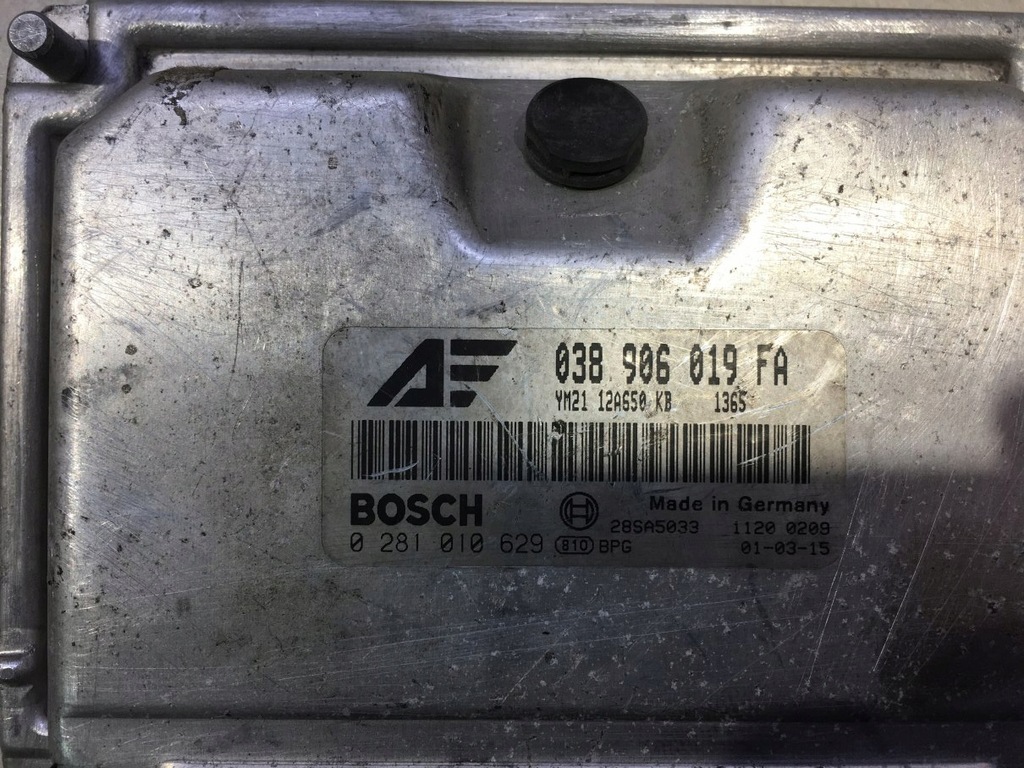 AF
038 906 019 FA
YM21 12A650 KB 1365
BOSCH
Made in Germany
28SA5033 1120 0209
0 281 010 629 810 BPG 01-03-15